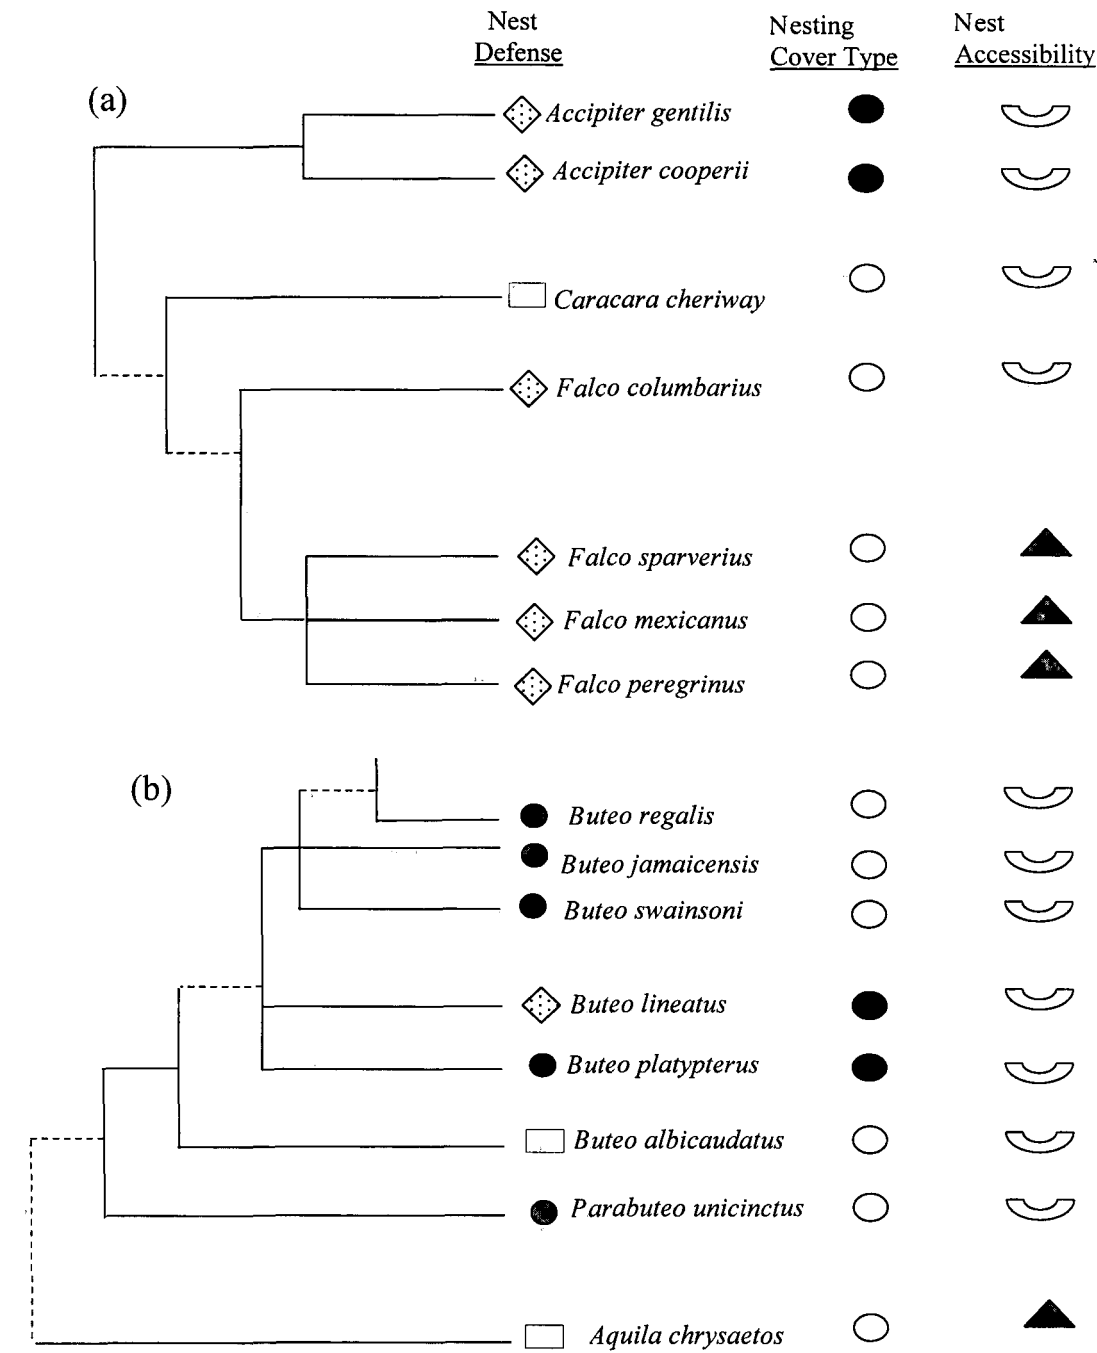 Nest
Defense
Nesting
Cover Type
Nest
Accessibility
(a)
Accipiter gentilis
Accipiter cooperii
Caracara cheriway
Falco columbarius
Falco sparverius
Falco mexicanus
Falco peregrinus
(b)
Buteo regalis
Buteo jamaicensis
Buteo swainsoni
Buteo lineatus
Buteo platypterus
Buteo albicaudatus
Parabuteo unicinctus
Aquila chrysaetos